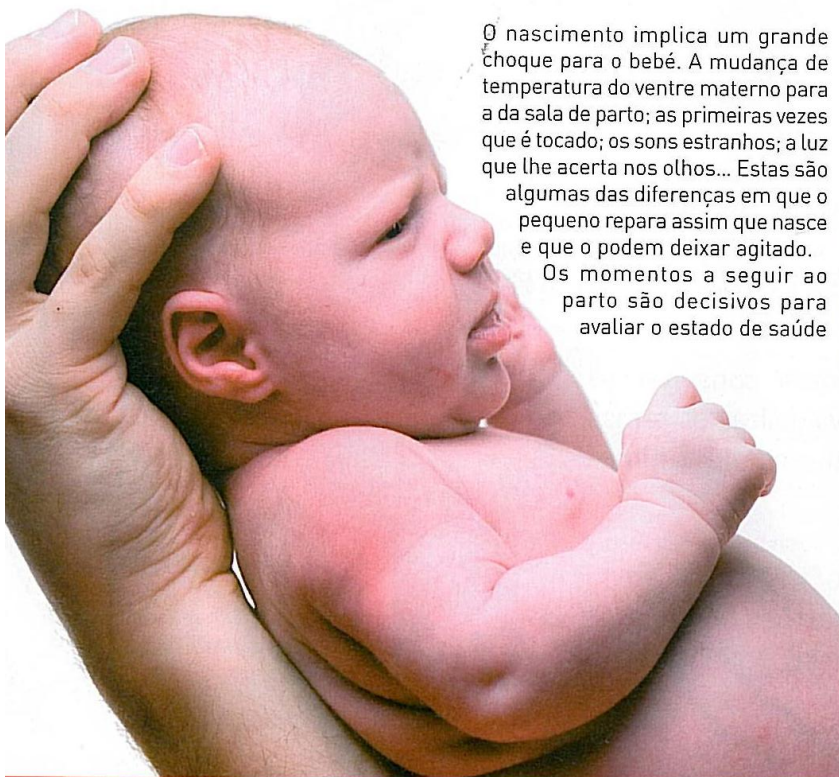 O nascimento implica um grande
choque para o bebé. A mudança de
temperatura do ventre materno para
a da sala de parto; as primeiras vezes
que é tocado; os sons estranhos; a luz
que lhe acerta nos olhos... Estas são
algumas das diferenças em que o
pequeno repara assim que nasce
e que o podem deixar agitado.
Os momentos a seguir ao
parto são decisivos para
avaliar o estado de saúde